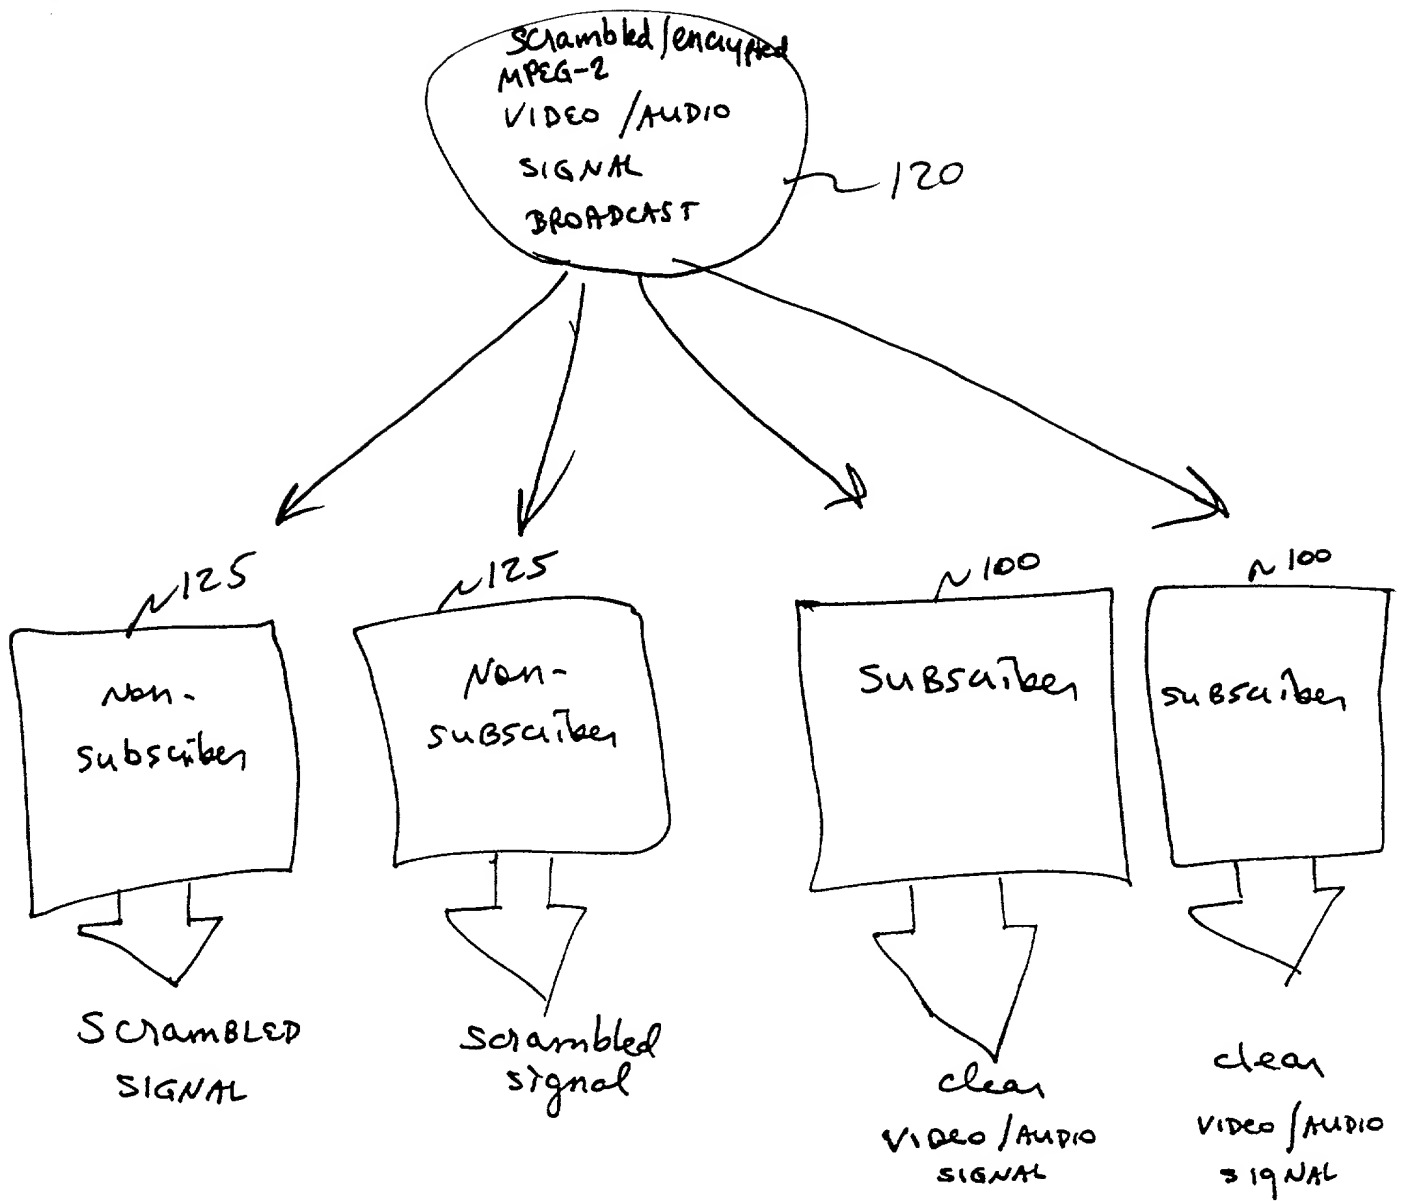 Scrambled/encrypted
MPEG-2
VIDEO /AUDIO
SIGNAL
BROADCAST
120
125
125
100
100
Non-
Subscriber
Non-
SUBSCRIBER
SUBSCRIBER
SUBSCRIBER
SCRAMBLED
SIGNAL
Scrambled
signal
clear
VIDEO/AUDIO
SIGNAL
clear
VIDEO/AUDIO
SIGNAL